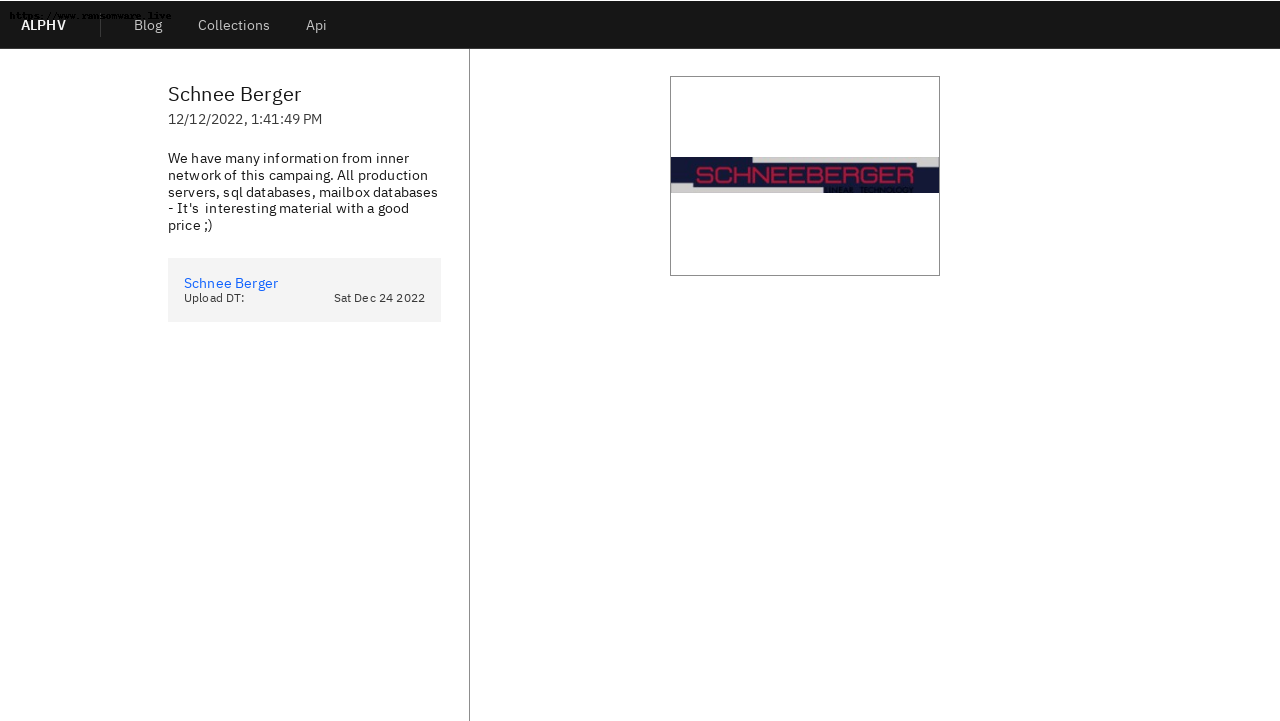 https://www.ransomware.live
ALPHV
Blog
Collections
Api
Schnee Berger
12/12/2022, 1:41:49 PM
We have many information from inner
network of this campaing. All production
servers, sql databases, mailbox databases
- It's  interesting material with a good
price ;)
Schnee Berger
Upload DT: Sat Dec 24 2022
SCHNEEBERGER
LINEAR TECHNOLOGY